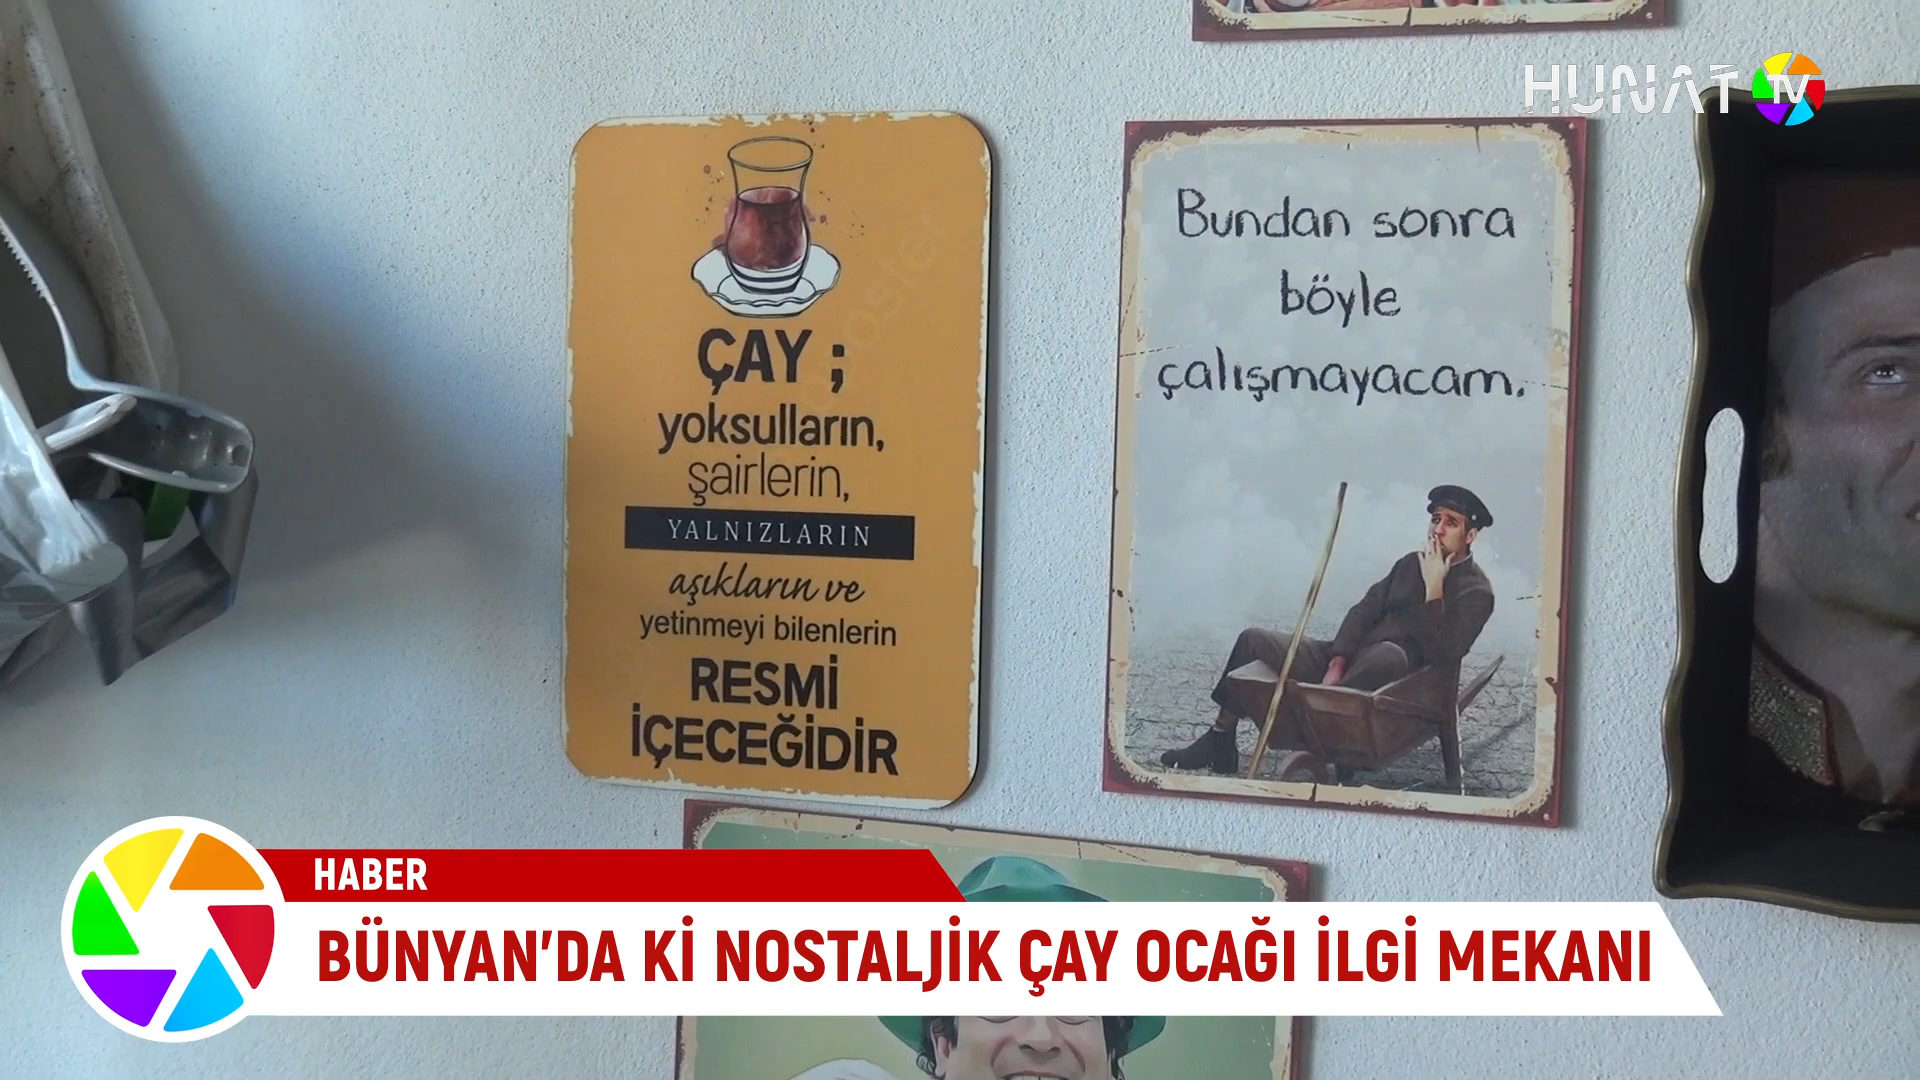 HUNAT TV
ÇAY ;
yoksulların,
şairlerin,
YALNIZLARIN
aşıkların ve
yetinmeyi bilenlerin
RESMİ
İÇECEĞİDİR
Bundan sonra
böyle
çalışmayacam.
HABER
BÜNYAN'DA Kİ NOSTALJİK ÇAY OCAĞI İLGİ MEKANI